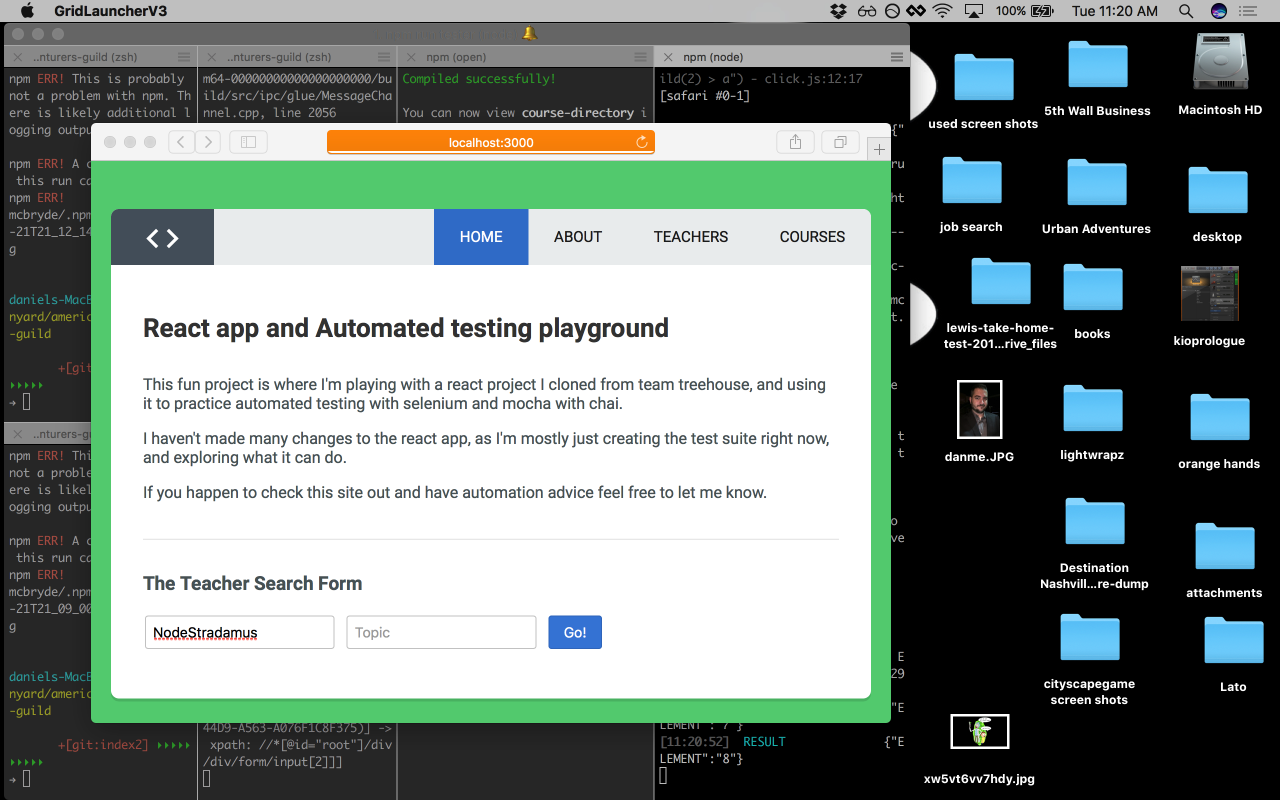 GridLauncherV3
100% Tue 11:20 AM
..nturers-guild (zsh)
..nturers-guild (zsh)
npm (open)
npm (node)
npm ERR! This is probably
not a problem with npm. Th
ere is likely additional l
ogging outpu
npm ERR! A c
this run ca
npm ERR!
mcbryde/.npm
-21T21_12_14
g
daniels-MacB
nyard/americ
-guild
+[git
m64-00000000000000000000/bu
ild/src/ipc/glue/MessageCha
nnel.cpp, line 2056
Compiled successfully!
You can now view course-directory i
ild(2) > a") - click.js:12:17
[safari #0-1]
localhost:3000
< >
HOME
ABOUT
TEACHERS
COURSES
React app and Automated testing playground
This fun project is where I'm playing with a react project I cloned from team treehouse, and using
it to practice automated testing with selenium and mocha with chai.
I haven't made many changes to the react app, as I'm mostly just creating the test suite right now,
and exploring what it can do.
If you happen to check this site out and have automation advice feel free to let me know.
The Teacher Search Form
NodeStradamus
Topic
Go!
..nturers-gu
npm ERR! Thi
not a proble
ere is likel
ogging outpu
npm ERR! A c
this run ca
npm ERR!
mcbryde/.npm
-21T21_09_00
g
daniels-MacB
nyard/americ
-guild
+[git:index2]
44D9-A563-A076F1C8F375)] ->
xpath: //*[@id="root"]/div
/div/form/input[2]]]
LEMENT":"7"}
[11:20:52] RESULT {"E
LEMENT":"8"}
used screen shots
5th Wall Business
Macintosh HD
job search
Urban Adventures
desktop
lewis-take-home-
test-201...rive_files
books
kioprologue
danme.JPG
lightwrapz
orange hands
Destination
Nashvill...re-dump
attachments
cityscapegame
screen shots
Lato
xw5vt6vv7hdy.jpg